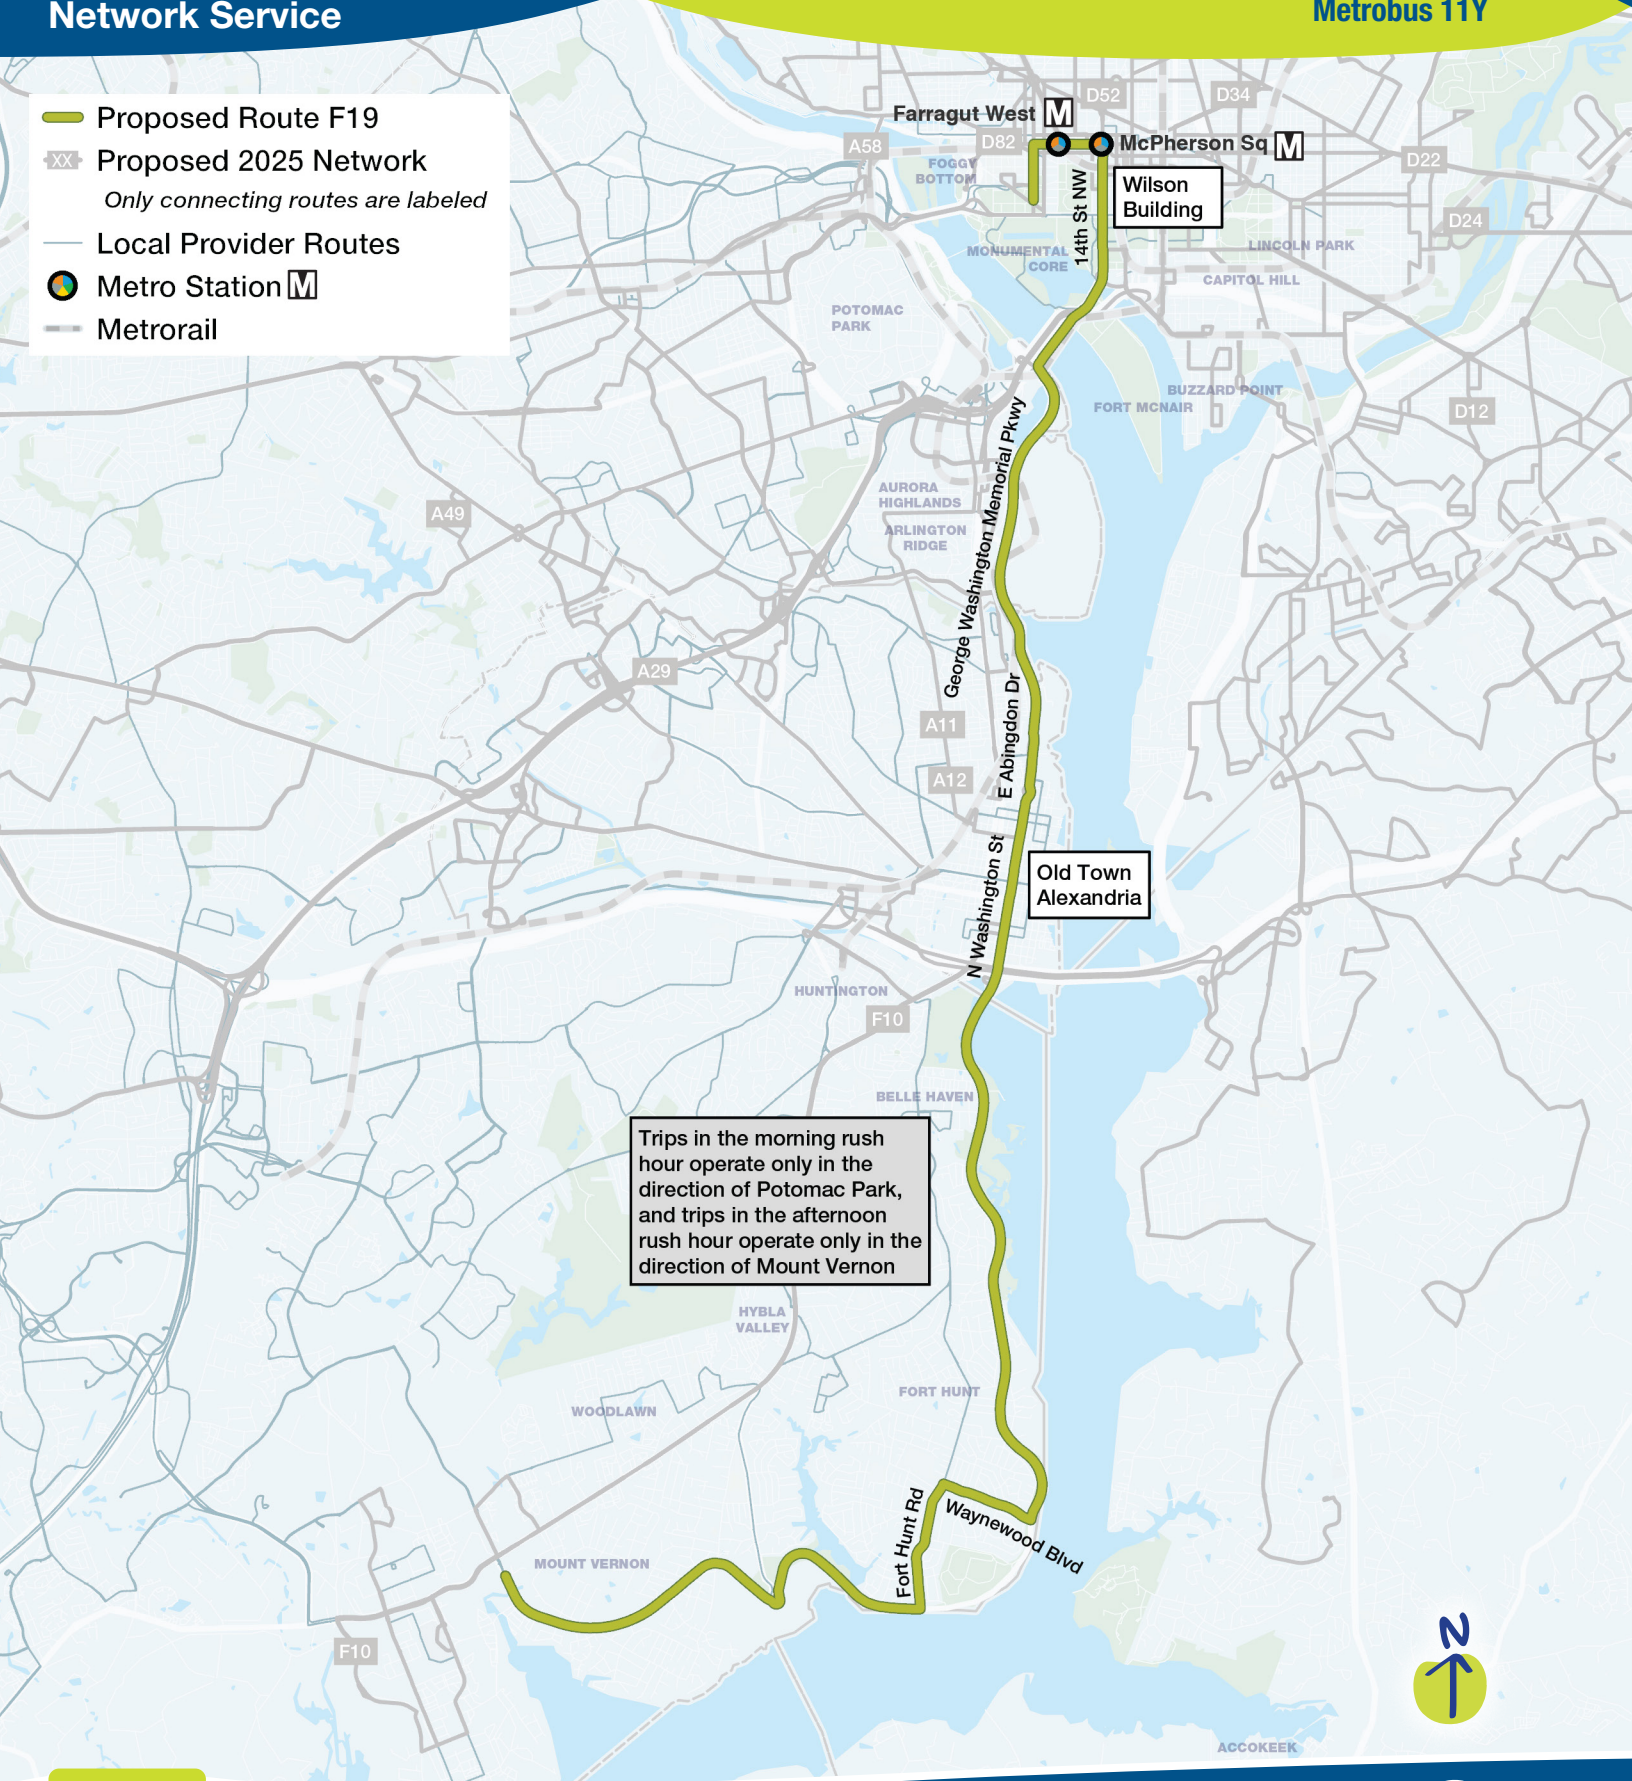 Network Service
Metrobus 11Y
Proposed Route F19
XX Proposed 2025 Network
Only connecting routes are labeled
Local Provider Routes
Metro Station M
Metrorail
D52
D34
Farragut West M
A58
D82
McPherson Sq M
D22
FOGGY
BOTTOM
14th St NW
Wilson
Building
D24
MONUMENTAL
CORE
LINCOLN PARK
CAPITOL HILL
POTOMAC
PARK
BUZZARD POINT
FORT MCNAIR
D12
George Washington Memorial Pkwy
AURORA
HIGHLANDS
A49
ARLINGTON
RIDGE
A29
E Abingdon Dr
A11
A12
N Washington St
Old Town
Alexandria
HUNTINGTON
F10
BELLE HAVEN
Trips in the morning rush
hour operate only in the
direction of Potomac Park,
and trips in the afternoon
rush hour operate only in the
direction of Mount Vernon
HYBLA
VALLEY
FORT HUNT
WOODLAWN
Fort Hunt Rd
Waynewood Blvd
MOUNT VERNON
F10
N
ACCOKEEK